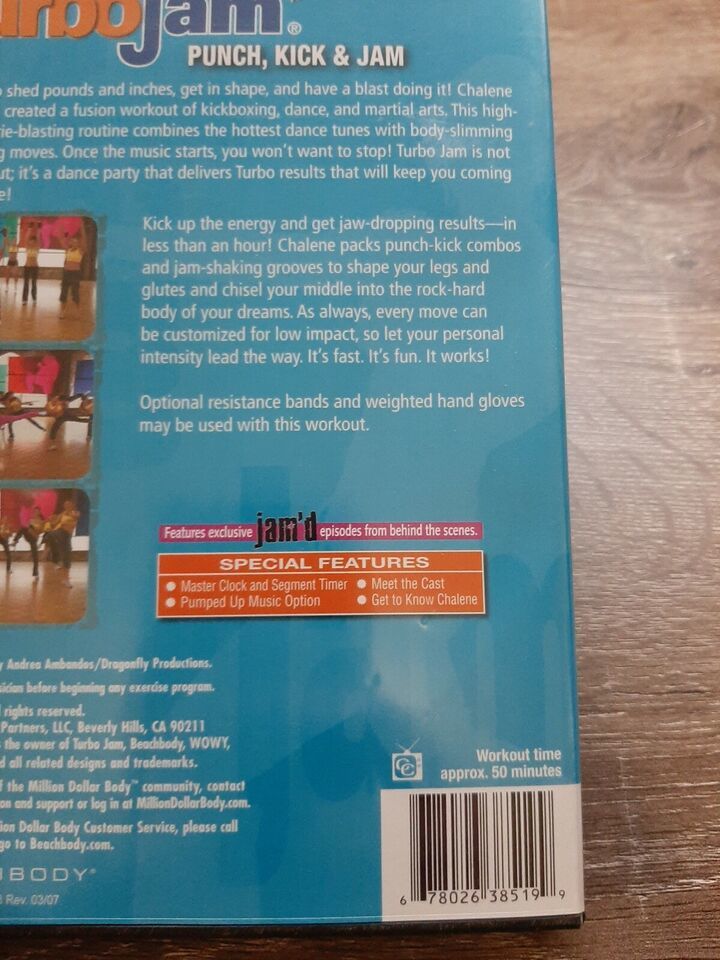 urboJam®
PUNCH, KICK & JAM
shed pounds and inches, get in shape, and have a blast doing it! Chalene
created a fusion workout of kickboxing, dance, and martial arts. This high-
ie-blasting routine combines the hottest dance tunes with body-slimming
g moves. Once the music starts, you won't want to stop! Turbo Jam is not
ut; it's a dance party that delivers Turbo results that will keep you coming
e!
Kick up the energy and get jaw-dropping results—in
less than an hour! Chalene packs punch-kick combos
and jam-shaking grooves to shape your legs and
glutes and chisel your middle into the rock-hard
body of your dreams. As always, every move can
be customized for low impact, so let your personal
intensity lead the way. It's fast. It's fun. It works!
Optional resistance bands and weighted hand gloves
may be used with this workout.
Features exclusive jam'd episodes from behind the scenes.
SPECIAL FEATURES
● Master Clock and Segment Timer ● Meet the Cast
● Pumped Up Music Option ● Get to Know Chalene
y Andrea Ambandos/Dragonfly Productions.
sician before beginning any exercise program.
rights reserved.
Partners, LLC, Beverly Hills, CA 90211
s the owner of Turbo Jam, Beachbody, WOWY,
d all related designs and trademarks.
f the Million Dollar Body™ community, contact
on and support or log in at MillionDollarBody.com.
ion Dollar Body Customer Service, please call
go to Beachbody.com.
HBODY®
Rev. 03/07
CC
Workout time
approx. 50 minutes
6 78026 38519 9